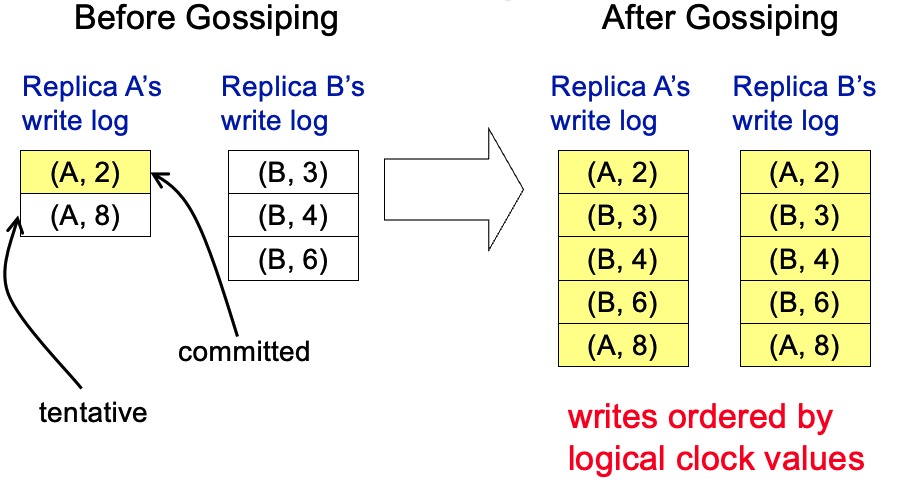 Before Gossiping
After Gossiping
Replica A's
write log
Replica B's
write log
Replica A's
write log
Replica B's
write log
(A, 2)
(A, 8)
(B, 3)
(B, 4)
(B, 6)
(A, 2)
(B, 3)
(B, 4)
(B, 6)
(A, 8)
(A, 2)
(B, 3)
(B, 4)
(B, 6)
(A, 8)
committed
tentative
writes ordered by
logical clock values